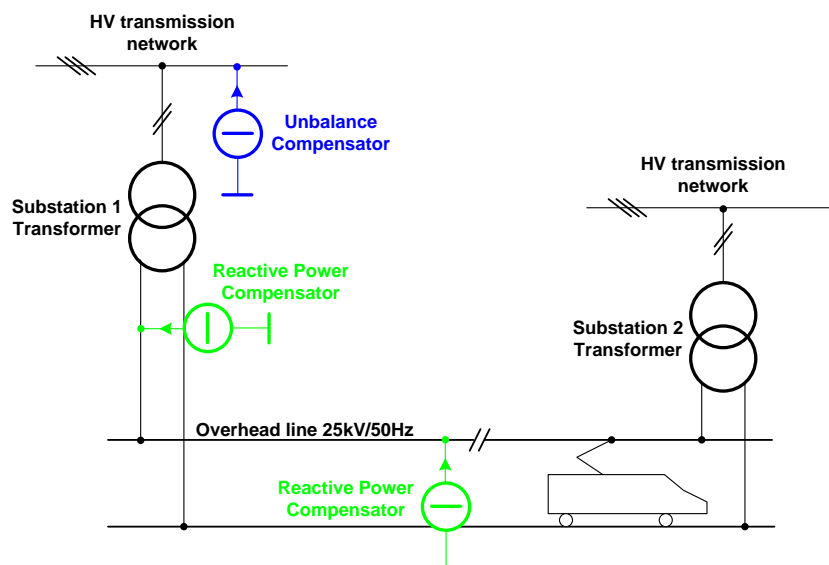 HV transmission
network
Unbalance
Compensator
HV transmission
network
Substation 1
Transformer
Reactive Power
Compensator
Substation 2
Transformer
Overhead line 25kV/50Hz
Reactive Power
Compensator